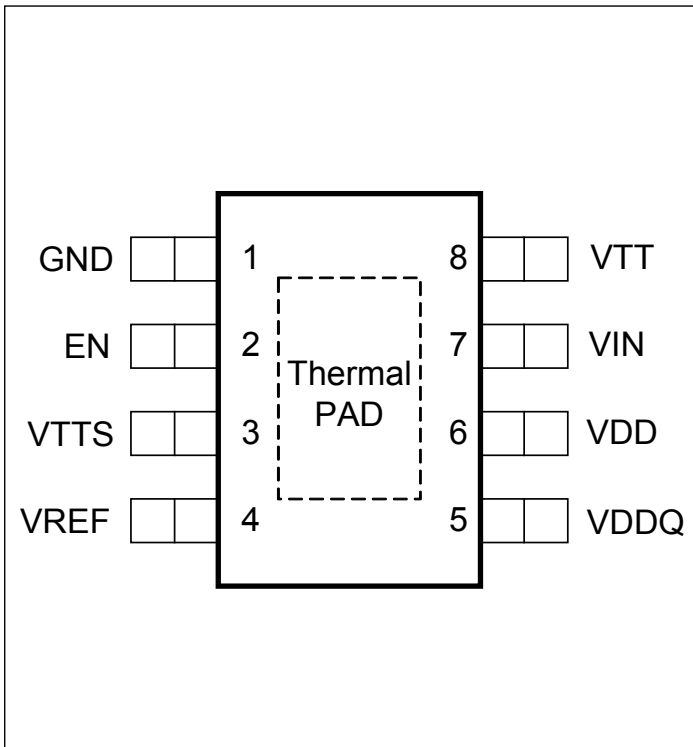 GND 1 8 VTT
EN 2 7 VIN
Thermal
PAD
VTTS 3 6 VDD
VREF 4 5 VDDQ